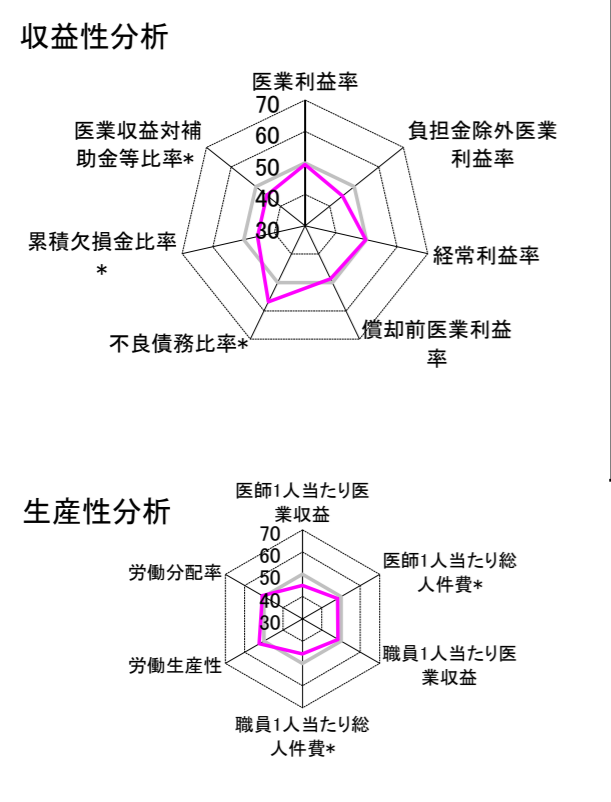 収益性分析
医業利益率
70
60
50
40
30
負担金除外医業
利益率
経常利益率
償却前医業利益
率
不良債務比率*
累積欠損金比率
*
医業収益対補
助金等比率*
生産性分析
医師1人当たり医
業収益
70
60
50
40
30
医師1人当たり総
人件費*
職員1人当たり医
業収益
職員1人当たり総
人件費*
労働生産性
労働分配率